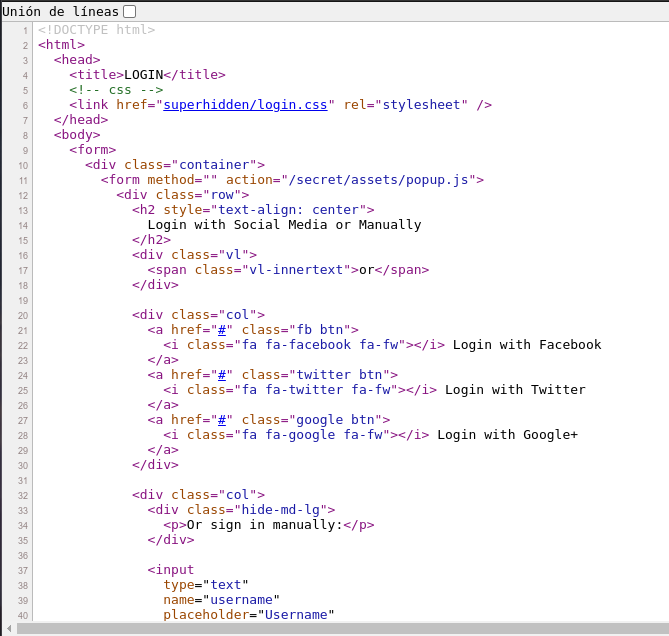 Unión de líneas
1 <!DOCTYPE html>
2 <html>
3 <head>
4 <title>LOGIN</title>
5 <!-- css -->
6 <link href="superhidden/login.css" rel="stylesheet" />
7 </head>
8 <body>
9 <form>
10 <div class="container">
11 <form method="" action="/secret/assets/popup.js">
12 <div class="row">
13 <h2 style="text-align: center">
14 Login with Social Media or Manually
15 </h2>
16 <div class="vl">
17 <span class="vl-innertext">or</span>
18 </div>
19
20 <div class="col">
21 <a href="#" class="fb btn">
22 <i class="fa fa-facebook fa-fw"></i> Login with Facebook
23 </a>
24 <a href="#" class="twitter btn">
25 <i class="fa fa-twitter fa-fw"></i> Login with Twitter
26 </a>
27 <a href="#" class="google btn">
28 <i class="fa fa-google fa-fw"></i> Login with Google+
29 </a>
30 </div>
31
32 <div class="col">
33 <div class="hide-md-lg">
34 <p>Or sign in manually:</p>
35 </div>
36
37 <input
38 type="text"
39 name="username"
40 placeholder="Username"